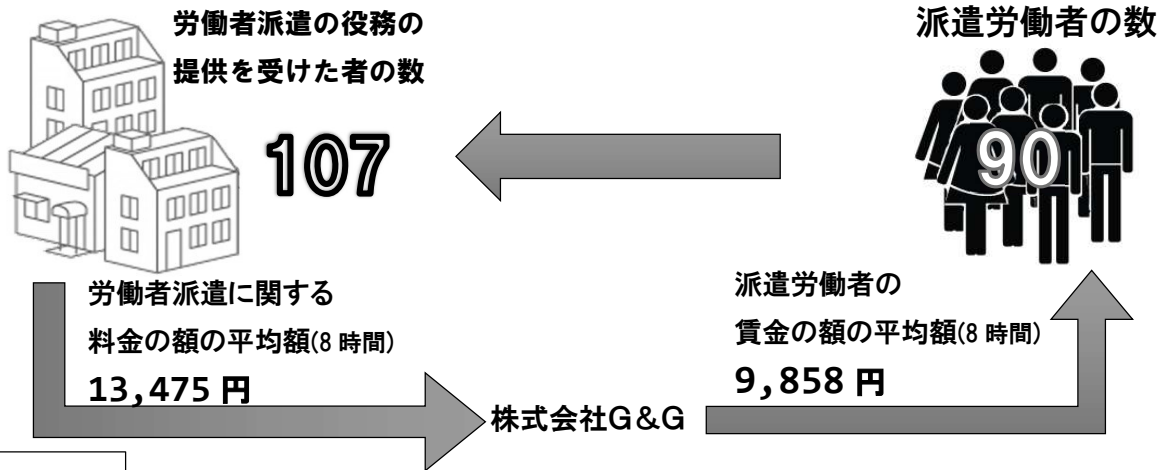 労働者派遣の役務の
提供を受けた者の数
107
派遣労働者の数
90
労働者派遣に関する
料金の額の平均額(8 時間)
13,475 円
派遣労働者の
賃金の額の平均額(8 時間)
9,858 円
株式会社G&G